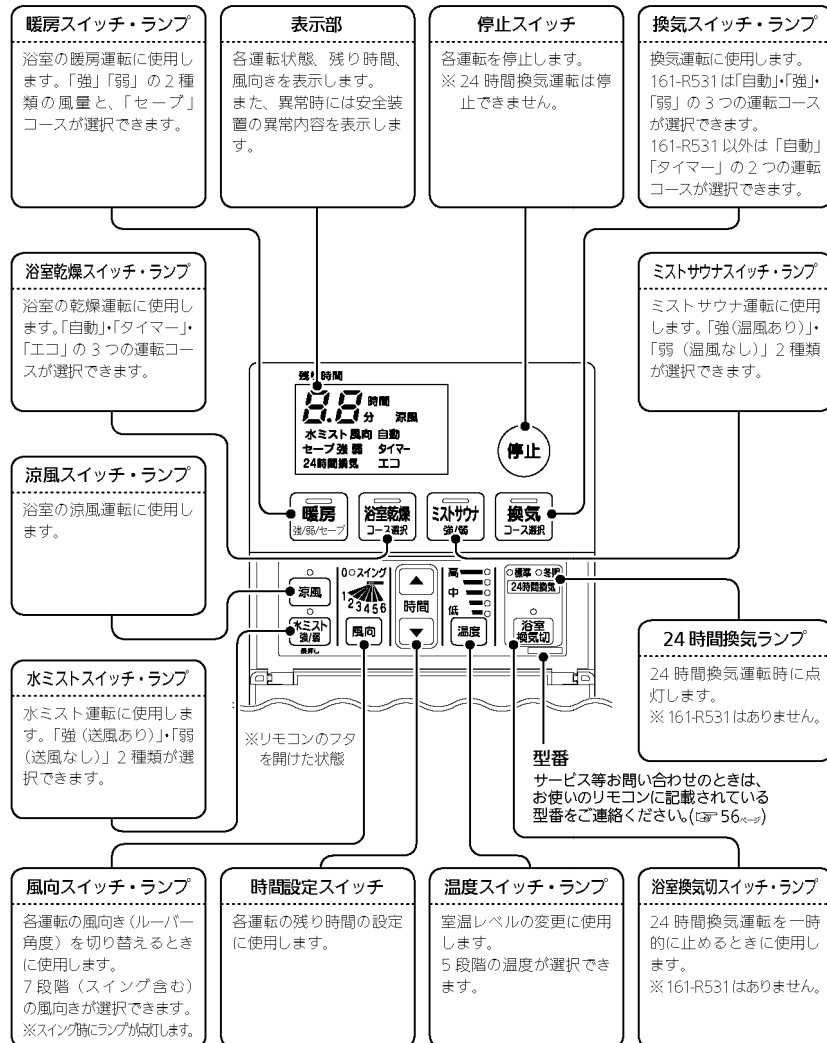 暖房スイッチ・ランプ
浴室の暖房運転に使用し
ます。「強」「弱」の2種
類の風量と、「セーブ」
コースが選択できます。
表示部
各運転状態、残り時間、
風向きを表示します。
また、異常時には安全装
置の異常内容を表示しま
す。
停止スイッチ
各運転を停止します。
※24時間換気運転は停
止できません。
換気スイッチ・ランプ
換気運転に使用します。
161-R531は「自動」・「強」・
「弱」の3つの運転コース
が選択できます。
161-R531以外は「自動」
「タイマー」の2つの運転
コースが選択できます。
浴室乾燥スイッチ・ランプ
浴室の乾燥運転に使用し
ます。「自動」・「タイマー」・
「エコ」の3つの運転コー
スが選択できます。
ミストサウナスイッチ・ランプ
ミストサウナ運転に使用
します。「強(温風あり)」・
「弱(温風なし)」2種類
が選択できます。
残り時間
8.8 時間
分 涼風
水ミスト 風向 自動
セーブ 強 弱 タイマー
24時間換気 エコ
停止
暖房
強/弱/セーブ
浴室乾燥
コース選択
ミストサウナ
強/弱
換気
コース選択
涼風スイッチ・ランプ
浴室の涼風運転に使用し
ます。
涼風
水ミスト
強/弱
長押し
0○スイング
1 2 3 4 5 6
風向
▲
時間
▼
高
中
低
温度
○標準 ○冬期
24時間換気
浴室
換気切
24時間換気ランプ
24時間換気運転時に点
灯します。
※161-R531はありません。
水ミストスイッチ・ランプ
水ミスト運転に使用しま
す。「強(送風あり)」・「弱
(送風なし)」2種類が選
択できます。
※リモコンのフタ
を開けた状態
型番
サービス等お問い合わせのときは、
お使いのリモコンに記載されている
型番をご連絡ください。(☞56ページ)
風向スイッチ・ランプ
各運転の風向き(ルーバー
角度)を切り替えるとき
に使用します。
7段階(スイング含む)
の風向きが選択できます。
※スイング時にランプが点灯します。
時間設定スイッチ
各運転の残り時間の設定
に使用します。
温度スイッチ・ランプ
室温レベルの変更に使用
します。
5段階の温度が選択でき
ます。
浴室換気切スイッチ・ランプ
24時間換気運転を一時
的に止めるときに使用し
ます。
※161-R531はありません。